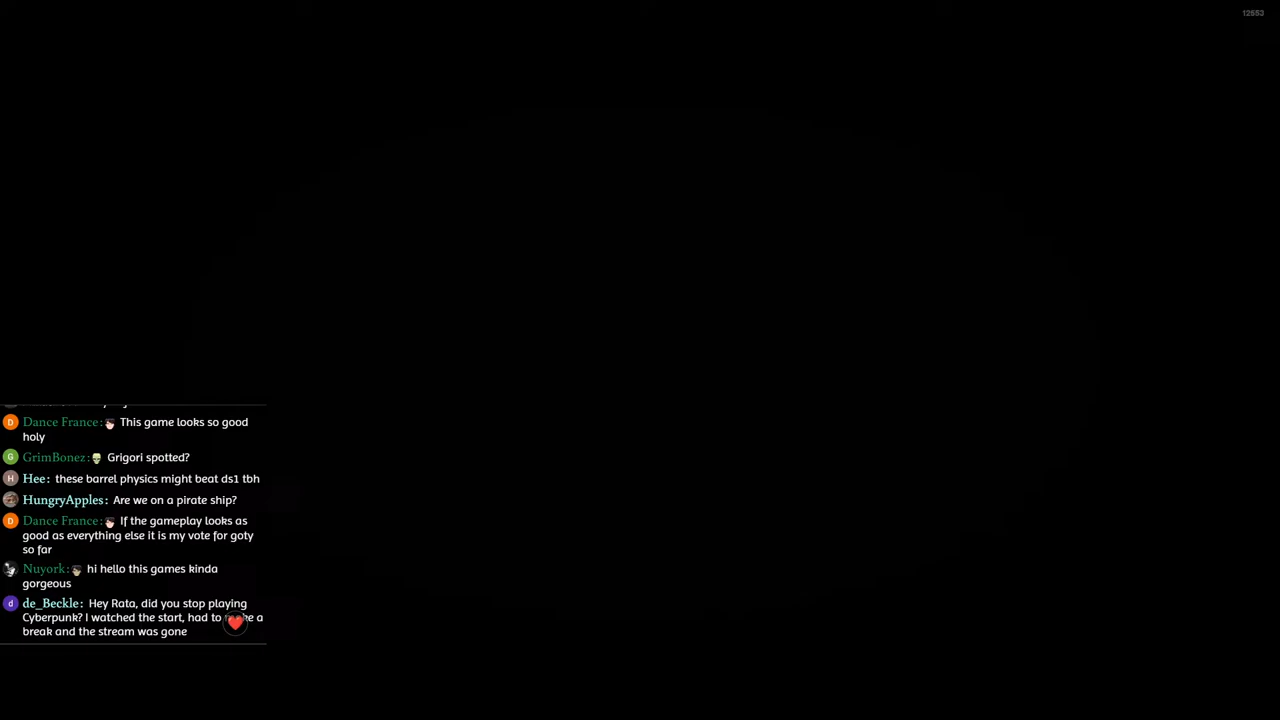 12653
Dance France: This game looks so good
holy
GrimBonez: Grigori spotted?
Hee: these barrel physics might beat ds1 tbh
HungryApples: Are we on a pirate ship?
Dance France: If the gameplay looks as
good as everything else it is my vote for goty
so far
Nuyork: hi hello this games kinda
gorgeous
de_Beckle: Hey Rata, did you stop playing
Cyberpunk? I watched the start, had to a
break and the stream was gone